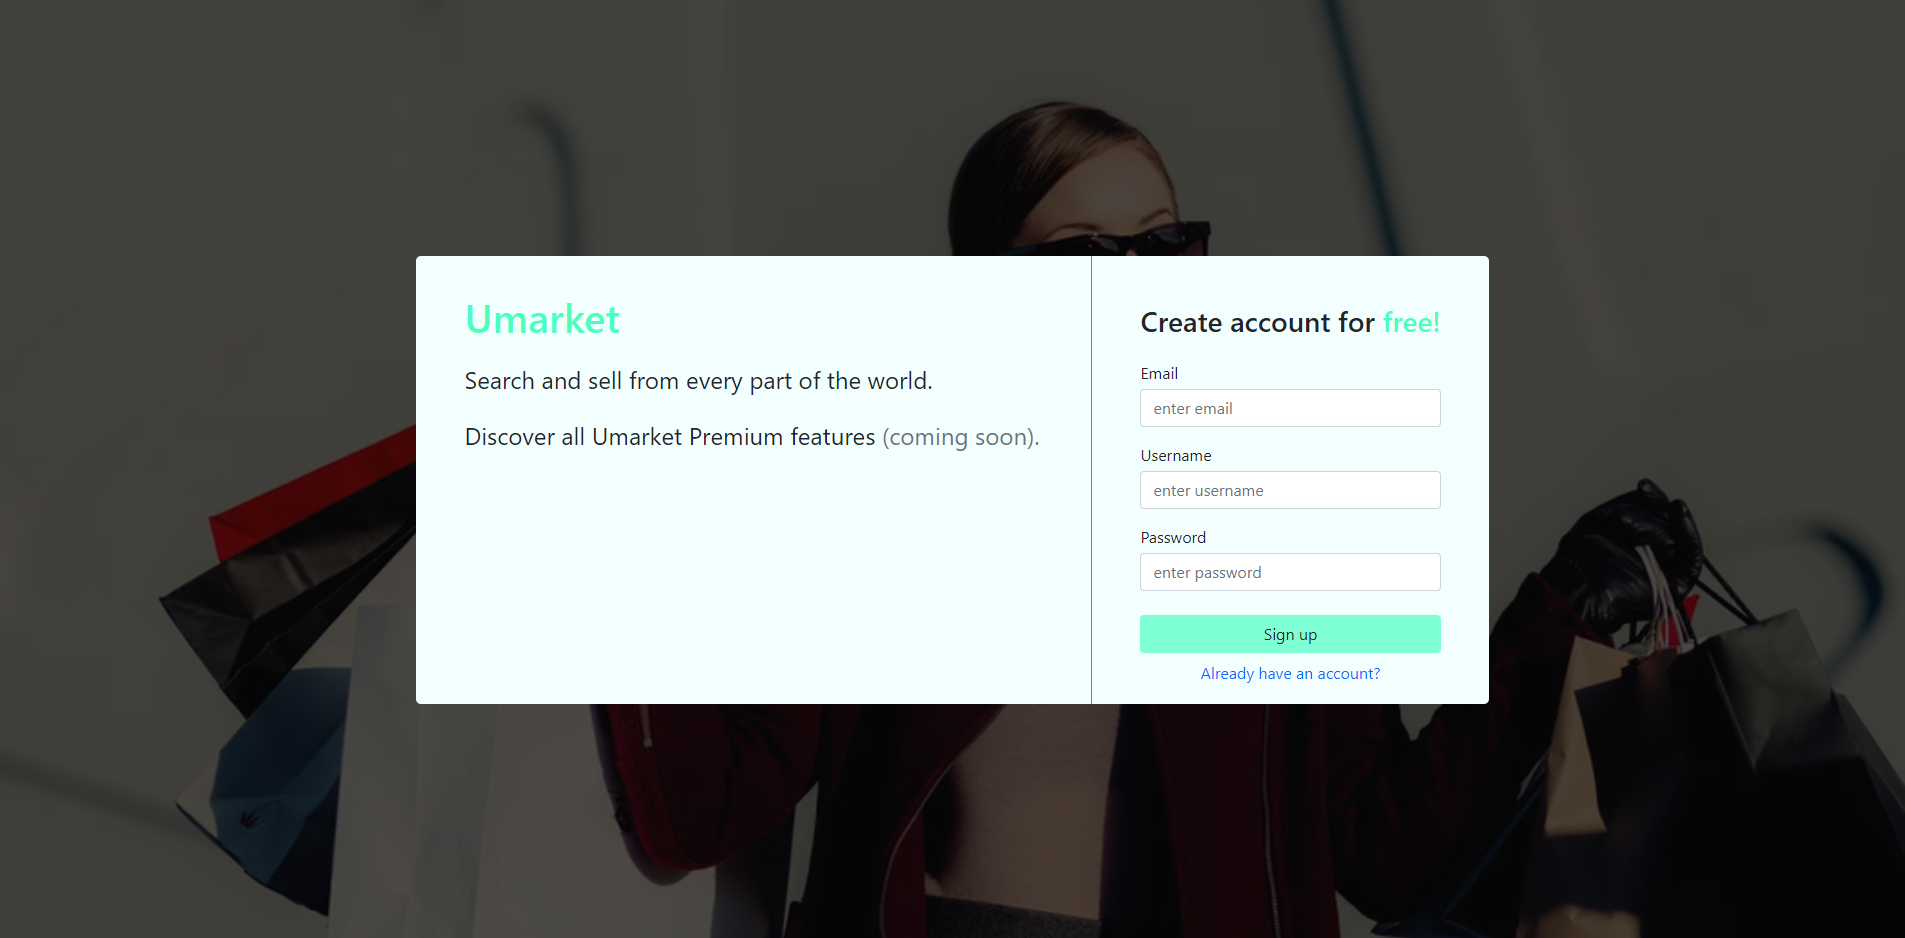 Umarket
Search and sell from every part of the world.
Discover all Umarket Premium features (coming soon).
Create account for free!
Email
enter email
Username
enter username
Password
enter password
Sign up
Already have an account?